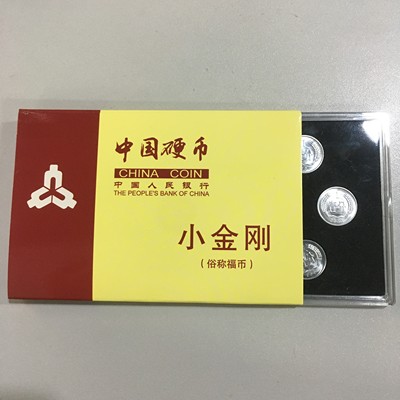 中国硬币
CHINA COIN
中国人民银行
THE PEOPLE'S BANK OF CHINA
小金刚
（俗称福币）